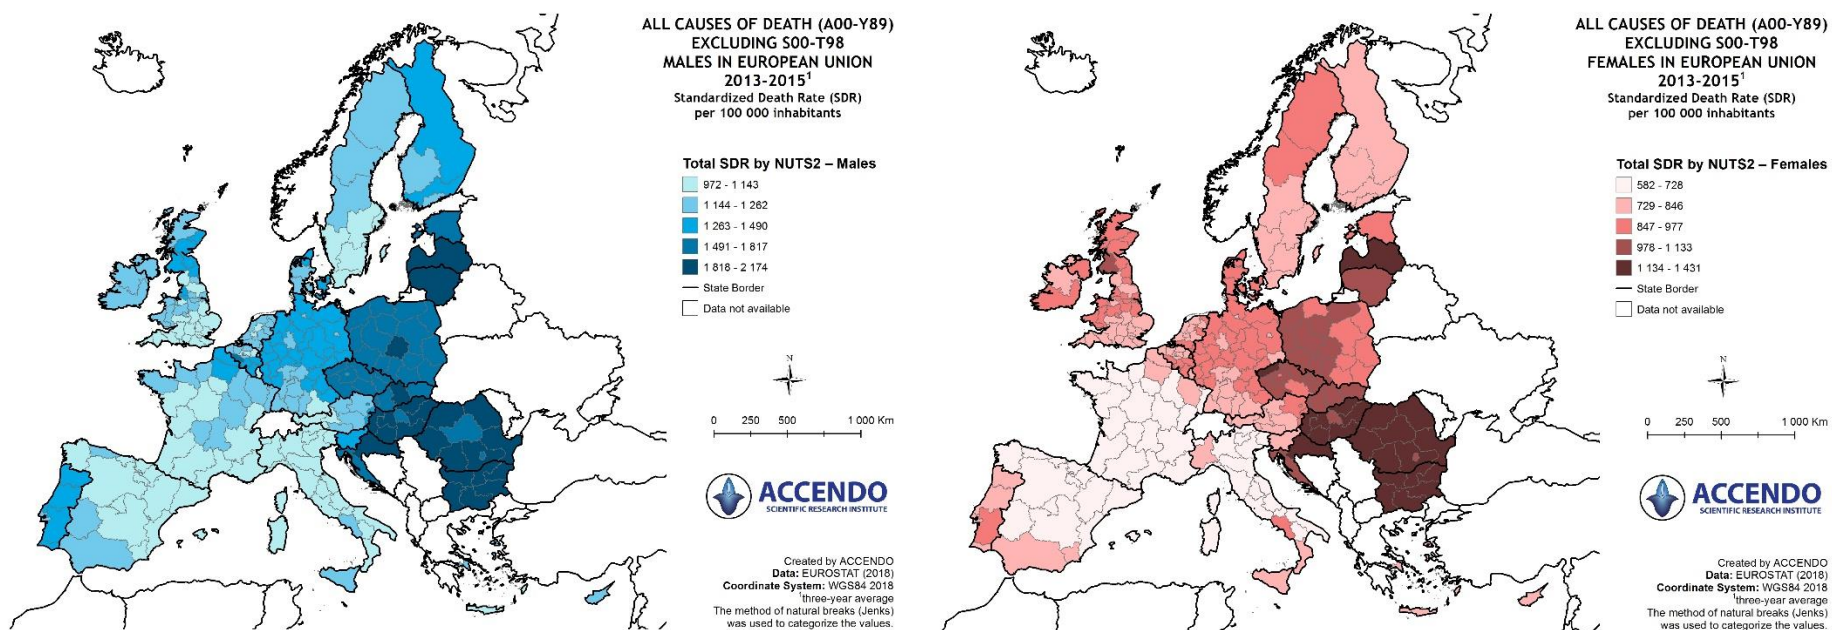 ALL CAUSES OF DEATH (A00-Y89)
EXCLUDING S00-T98
MALES IN EUROPEAN UNION
2013-2015¹
Standardized Death Rate (SDR)
per 100 000 inhabitants
Total SDR by NUTS2 – Males
972 - 1 143
1 144 - 1 262
1 263 - 1 490
1 491 - 1 817
1 818 - 2 174
State Border
Data not available
N
0 250 500 1 000 Km
ACCENDO
SCIENTIFIC RESEARCH INSTITUTE
Created by ACCENDO
Data: EUROSTAT (2018)
Coordinate System: WGS84 2018
¹three-year average
The method of natural breaks (Jenks)
was used to categorize the values.
ALL CAUSES OF DEATH (A00-Y89)
EXCLUDING S00-T98
FEMALES IN EUROPEAN UNION
2013-2015¹
Standardized Death Rate (SDR)
per 100 000 inhabitants
Total SDR by NUTS2 – Females
582 - 728
729 - 846
847 - 977
978 - 1 133
1 134 - 1 431
State Border
Data not available
N
0 250 500 1 000 Km
ACCENDO
SCIENTIFIC RESEARCH INSTITUTE
Created by ACCENDO
Data: EUROSTAT (2018)
Coordinate System: WGS84 2018
¹three-year average
The method of natural breaks (Jenks)
was used to categorize the values.